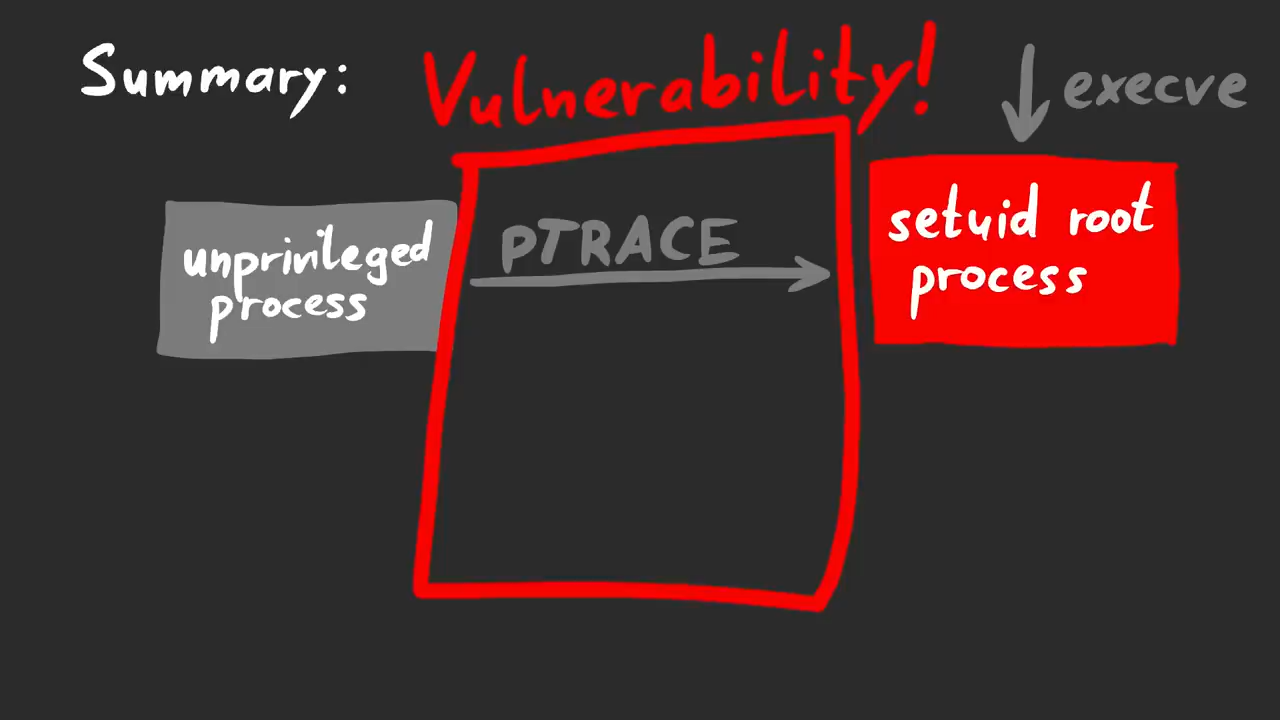 Summary:
Vulnerability!
execve
unprivileged
process
PTRACE
setuid root
process